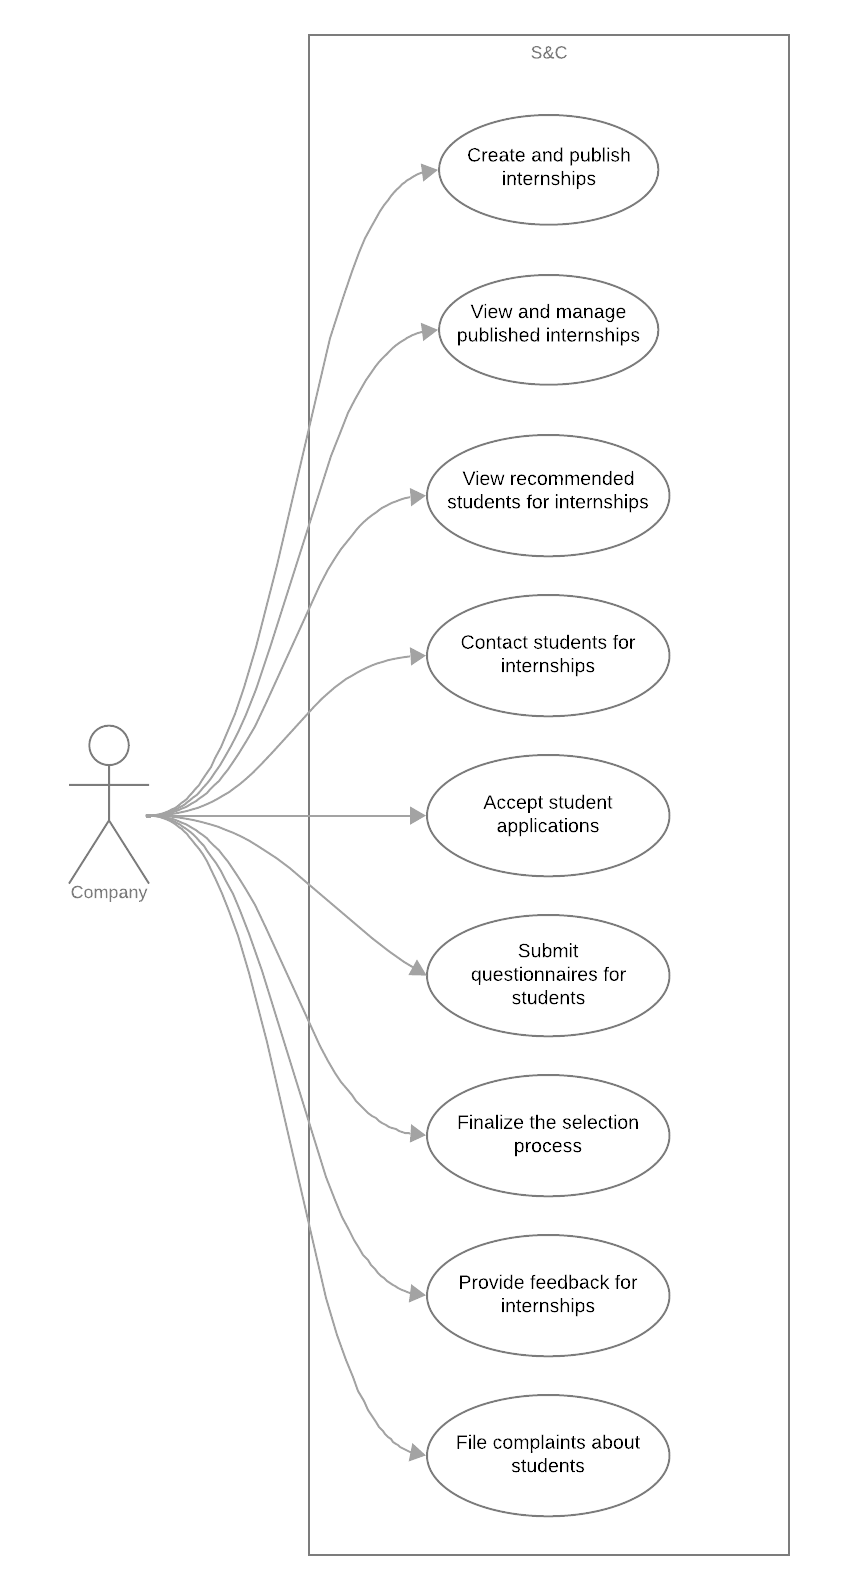 S&C
Create and publish
internships
View and manage
published internships
View recommended
students for internships
Contact students for
internships
Accept student
applications
Company
Submit
questionnaires for
students
Finalize the selection
process
Provide feedback for
internships
File complaints about
students